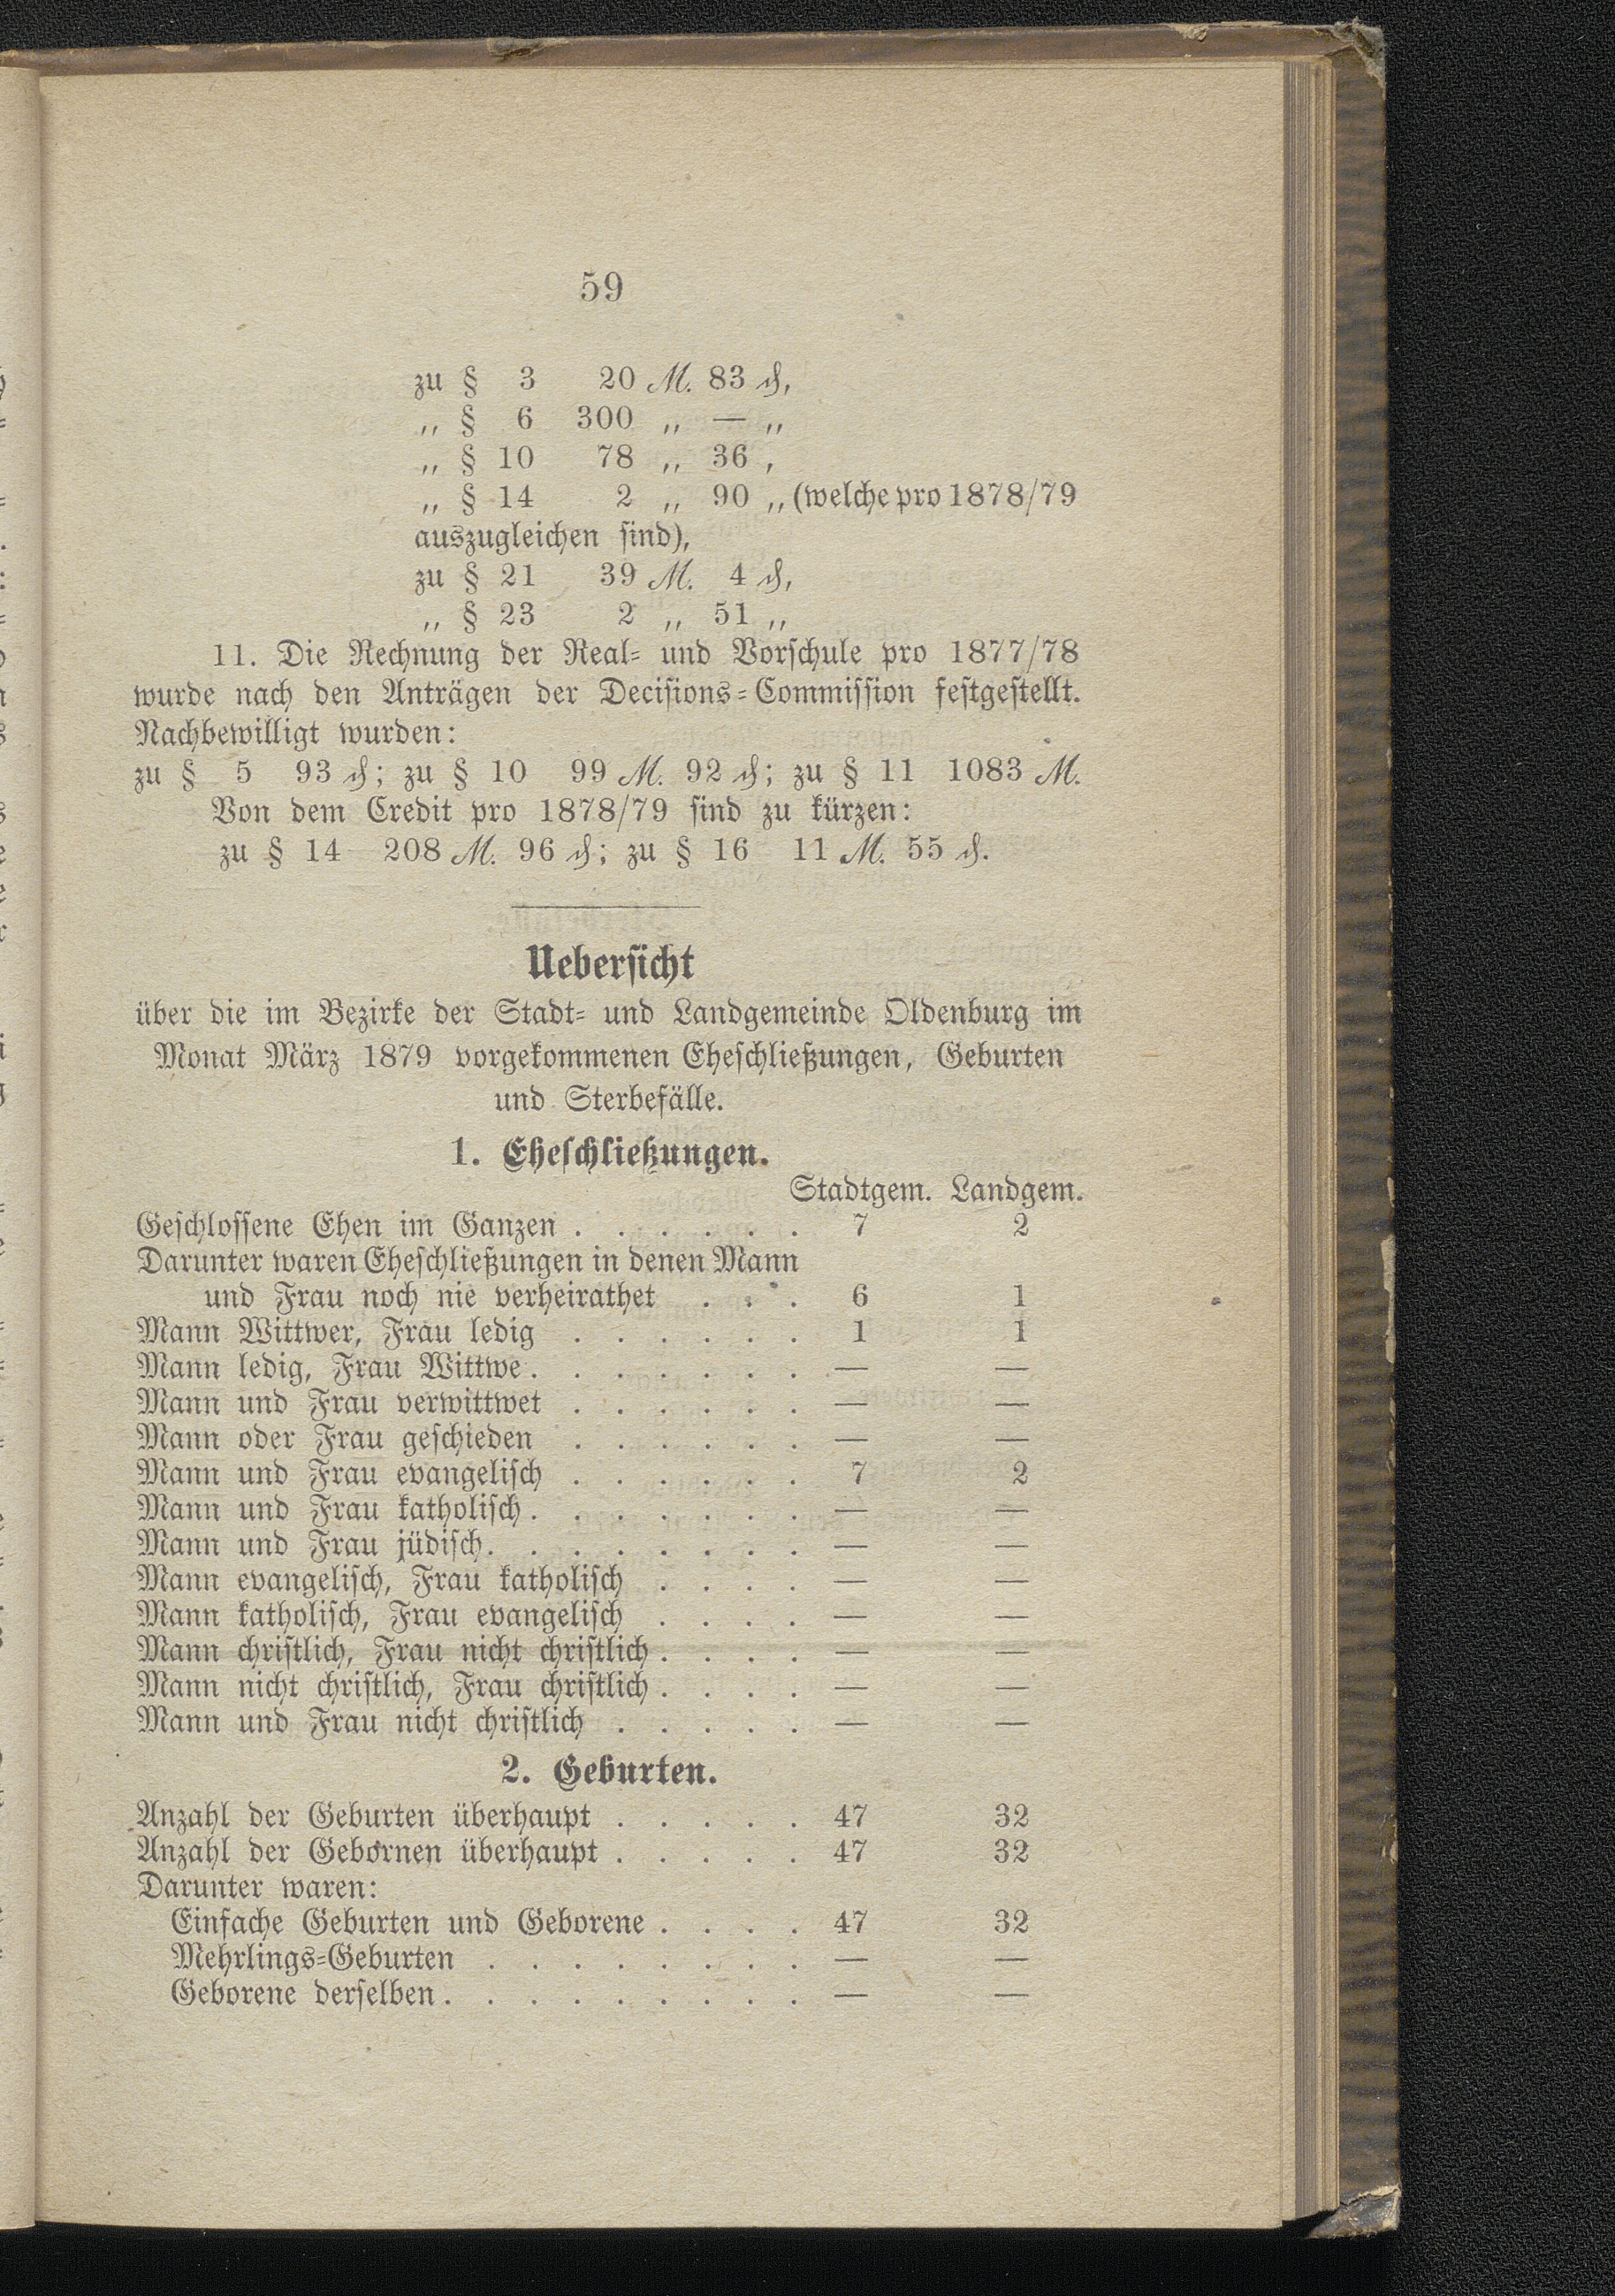 59
zu § 3 20 ℳ. 83 ₰,
„ § 6 300 „ — „
„ § 10 78 „ 36 ,
„ § 14 2 „ 90 „ (welche pro 1878/79
auszugleichen sind),
zu § 21 39 ℳ. 4 ₰,
„ § 23 2 „ 51 „
11. Die Rechnung der Real- und Vorschule pro 1877/78
wurde nach den Anträgen der Decisions-Commission festgestellt.
Nachbewilligt wurden:
zu § 5 93 ₰; zu § 10 99 ℳ. 92 ₰; zu § 11 1083 ℳ.
Von dem Credit pro 1878/79 sind zu kürzen:
zu § 14 208 ℳ. 96 ₰; zu § 16 11 ℳ. 55 ₰.
Uebersicht
über die im Bezirke der Stadt- und Landgemeinde Oldenburg im
Monat März 1879 vorgekommenen Eheschließungen, Geburten
und Sterbefälle.
1. Eheschließungen.
Stadtgem. Landgem.
Geschlossene Ehen im Ganzen . . . . . . 7 2
Darunter waren Eheschließungen in denen Mann
und Frau noch nie verheirathet . . . 6 1
Mann Wittwer, Frau ledig . . . . . . 1 1
Mann ledig, Frau Wittwe . . . . . . . — —
Mann und Frau verwittwet . . . . . . — —
Mann oder Frau geschieden . . . . . . — —
Mann und Frau evangelisch . . . . . . 7 2
Mann und Frau katholisch . . . . . . . — —
Mann und Frau jüdisch . . . . . . . . — —
Mann evangelisch, Frau katholisch . . . . — —
Mann katholisch, Frau evangelisch . . . . — —
Mann christlich, Frau nicht christlich . . . . — —
Mann nicht christlich, Frau christlich . . . . — —
Mann und Frau nicht christlich . . . . . — —
2. Geburten.
Anzahl der Geburten überhaupt . . . . . 47 32
Anzahl der Gebornen überhaupt . . . . . 47 32
Darunter waren:
Einfache Geburten und Geborene . . . . 47 32
Mehrlings-Geburten . . . . . . . . — —
Geborene derselben . . . . . . . . . — —